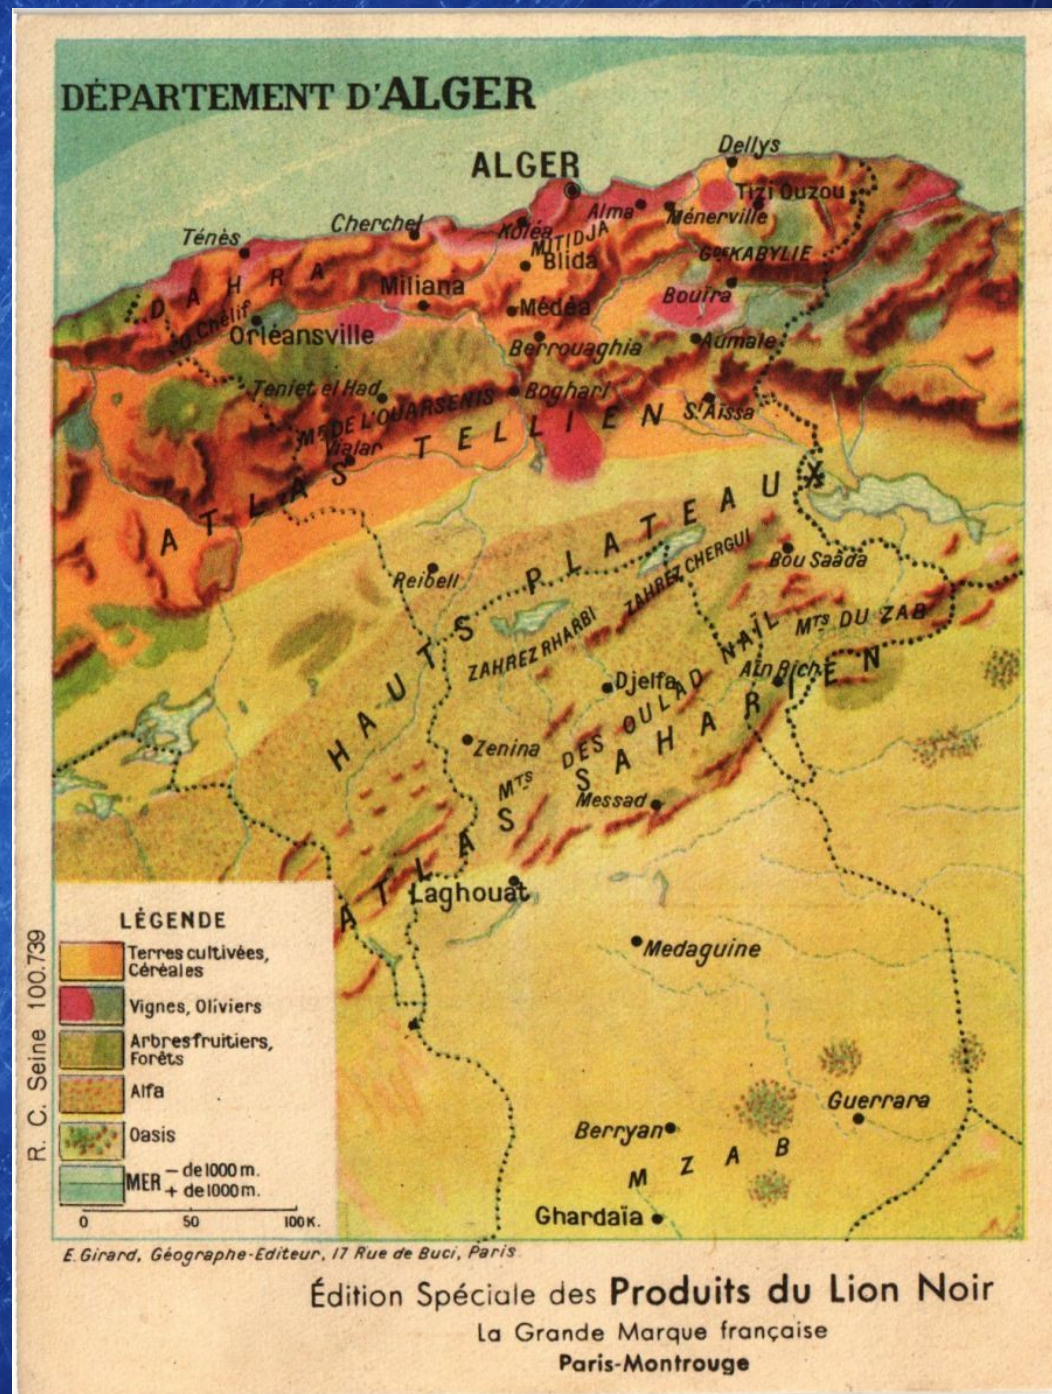 DÉPARTEMENT D'ALGER
Dellys
ALGER
Tizi Ouzou
Alma
Ménerville
Cherchel
Koléa
Ténès
MITIDJA
Blida
Gde KABYLIE
DAHRA
Miliana
Bouïra
Médéa
O. Chélif
Orléansville
Berrouaghia
Aumale
Teniet el Had
Boghari
S. Aïssa
Mts DE L'OUARSENIS
Vialar
ATLAS TELLIEN
HAUTS PLATEAUX
Reibell
ZAHREZ CHERGUI
Bou Saâda
ZAHREZ RHARBI
Mts DU ZAB
Djelfa
Aïn Rich
Zenina
Mts DES OULAD NAÏL
Messad
ATLAS SAHARIEN
Laghouat
Medaguine
Guerrara
Berryan
MZAB
Ghardaïa
LÉGENDE
Terres cultivées,
Céréales
Vignes, Oliviers
Arbres fruitiers,
Forêts
Alfa
Oasis
MER — de 1000 m.
+ de 1000 m.
0 50 100 K.
R. C. Seine 100.739
E. Girard, Géographe-Editeur, 17 Rue de Buci, Paris
Édition Spéciale des Produits du Lion Noir
La Grande Marque française
Paris-Montrouge